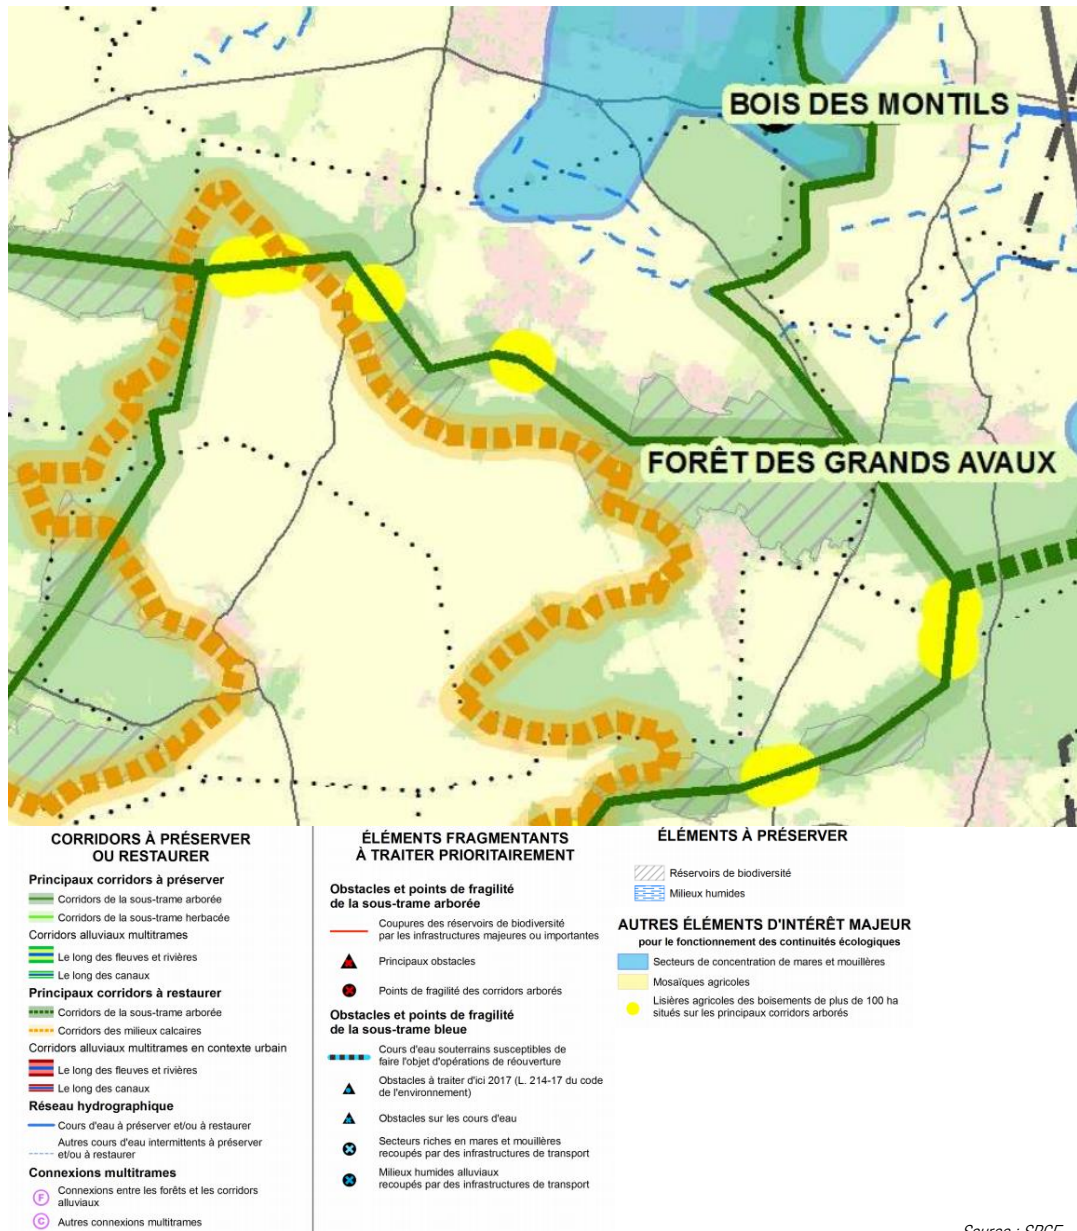 BOIS DES MONTILS
FORÊT DES GRANDS AVAUX
CORRIDORS À PRÉSERVER
OU RESTAURER
Principaux corridors à préserver
Corridors de la sous-trame arborée
Corridors de la sous-trame herbacée
Corridors alluviaux multitrames
Le long des fleuves et rivières
Le long des canaux
Principaux corridors à restaurer
Corridors de la sous-trame arborée
Corridors des milieux calcaires
Corridors alluviaux multitrames en contexte urbain
Le long des fleuves et rivières
Le long des canaux
Réseau hydrographique
Cours d'eau à préserver et/ou à restaurer
Autres cours d'eau intermittents à préserver
et/ou à restaurer
Connexions multitrames
F Connexions entre les forêts et les corridors
alluviaux
C Autres connexions multitrames
ÉLÉMENTS FRAGMENTANTS
À TRAITER PRIORITAIREMENT
Obstacles et points de fragilité
de la sous-trame arborée
Coupures des réservoirs de biodiversité
par les infrastructures majeures ou importantes
Principaux obstacles
Points de fragilité des corridors arborés
Obstacles et points de fragilité
de la sous-trame bleue
Cours d'eau souterrains susceptibles de
faire l'objet d'opérations de réouverture
Obstacles à traiter d'ici 2017 (L. 214-17 du code
de l'environnement)
Obstacles sur les cours d'eau
Secteurs riches en mares et mouillères
recoupés par des infrastructures de transport
Milieux humides alluviaux
recoupés par des infrastructures de transport
ÉLÉMENTS À PRÉSERVER
Réservoirs de biodiversité
Milieux humides
AUTRES ÉLÉMENTS D'INTÉRÊT MAJEUR
pour le fonctionnement des continuités écologiques
Secteurs de concentration de mares et mouillères
Mosaïques agricoles
Lisières agricoles des boisements de plus de 100 ha
situés sur les principaux corridors arborés